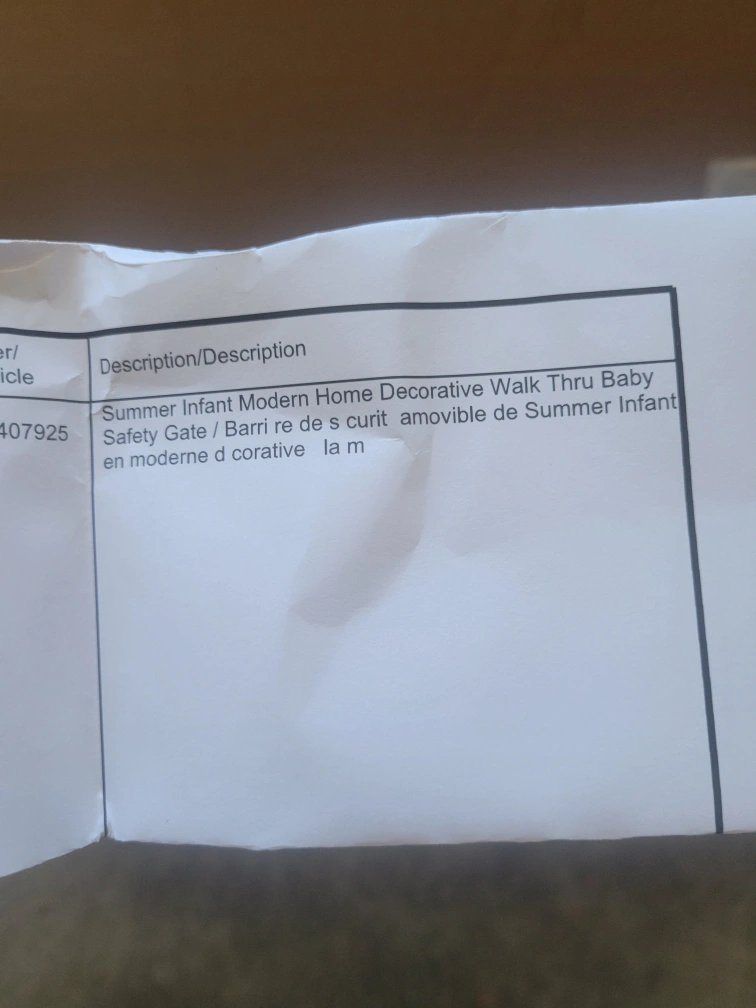 er/
icle
Description/Description
407925
Summer Infant Modern Home Decorative Walk Thru Baby
Safety Gate / Barri re de s curit  amovible de Summer Infant
en moderne d corative   la m